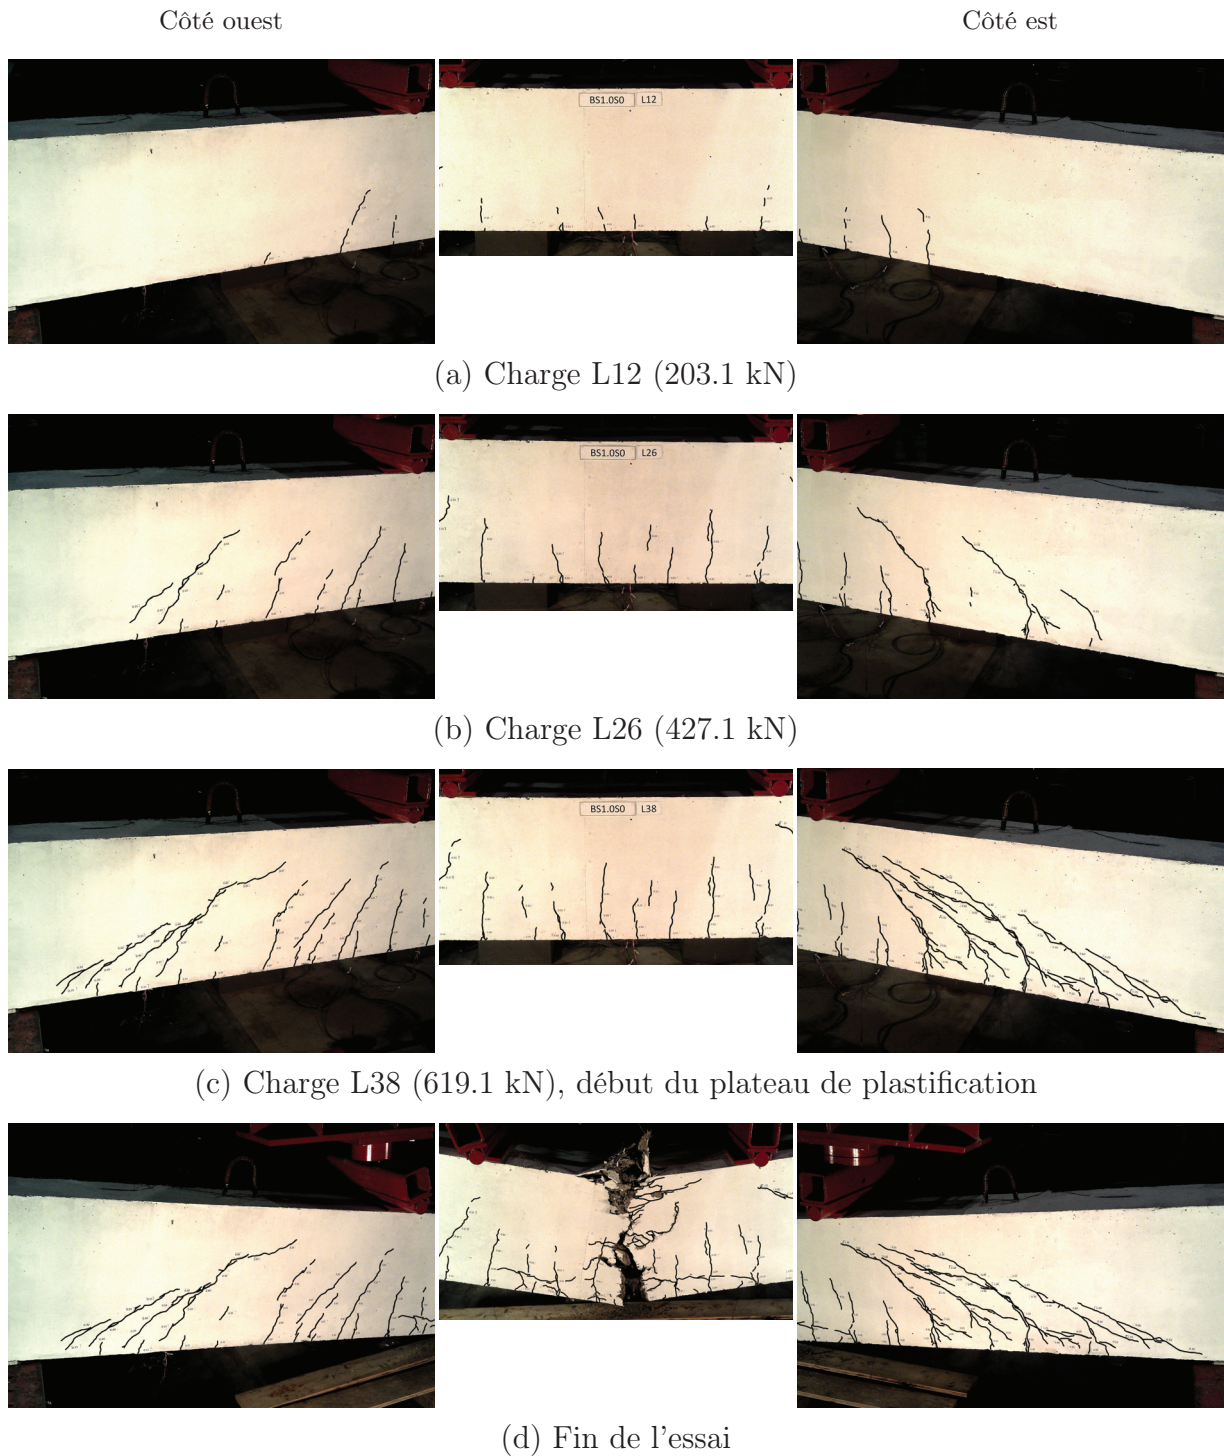 Côté ouest
Côté est
BS1.0S0 L12
(a) Charge L12 (203.1 kN)
BS1.0S0 L26
(b) Charge L26 (427.1 kN)
BS1.0S0 L38
(c) Charge L38 (619.1 kN), début du plateau de plastification
(d) Fin de l'essai